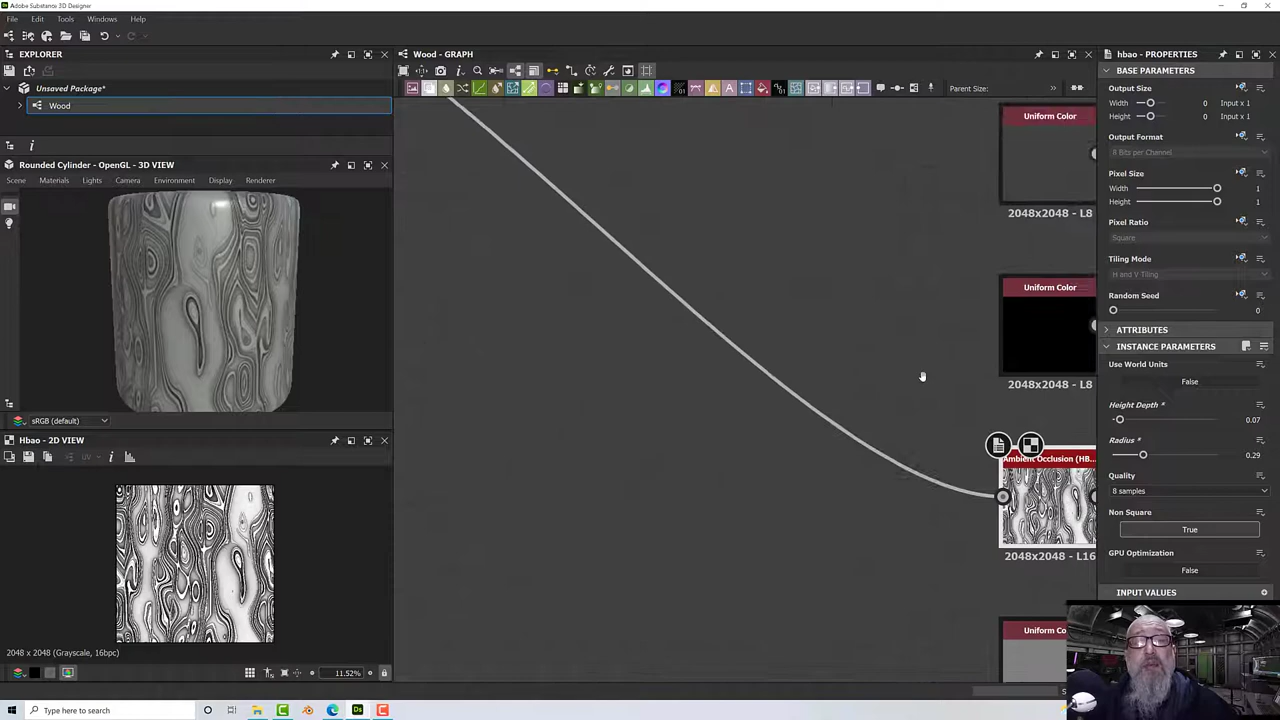 Adobe Substance 3D Designer
File Edit Tools Windows Help
EXPLORER
Unsaved Package*
Wood
Rounded Cylinder - OpenGL - 3D VIEW
Scene Materials Lights Camera Environment Display Renderer
sRGB (default)
Hbao - 2D VIEW
UV
2048 x 2048 (Grayscale, 16bpc)
11.52%
Wood - GRAPH
Parent Size:
Uniform Color
2048x2048 - L8
Uniform Color
2048x2048 - L8
Ambient Occlusion (HB...
2048x2048 - L16
Uniform Co
hbao - PROPERTIES
BASE PARAMETERS
Output Size
Width 0 Input x 1
Height 0 Input x 1
Output Format
8 Bits per Channel
Pixel Size
Width 1
Height 1
Pixel Ratio
Square
Tiling Mode
H and V Tiling
Random Seed
0
ATTRIBUTES
INSTANCE PARAMETERS
Use World Units
False
Height Depth *
0.07
Radius *
0.29
Quality
8 samples
Non Square
True
GPU Optimization
False
INPUT VALUES
Type here to search